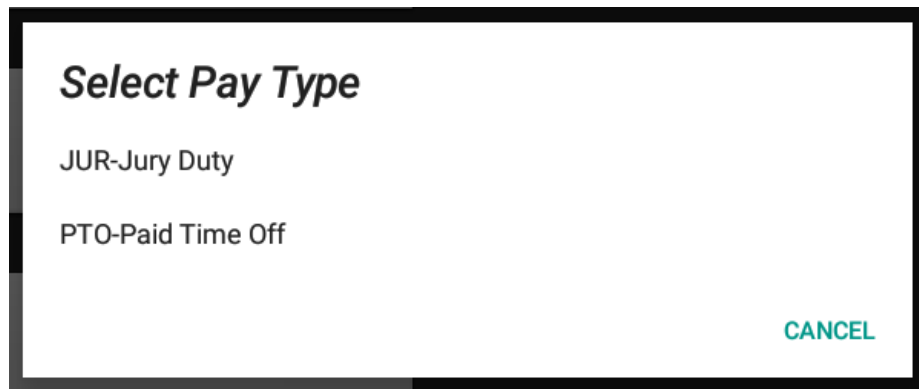 Select Pay Type
JUR-Jury Duty
PTO-Paid Time Off
CANCEL